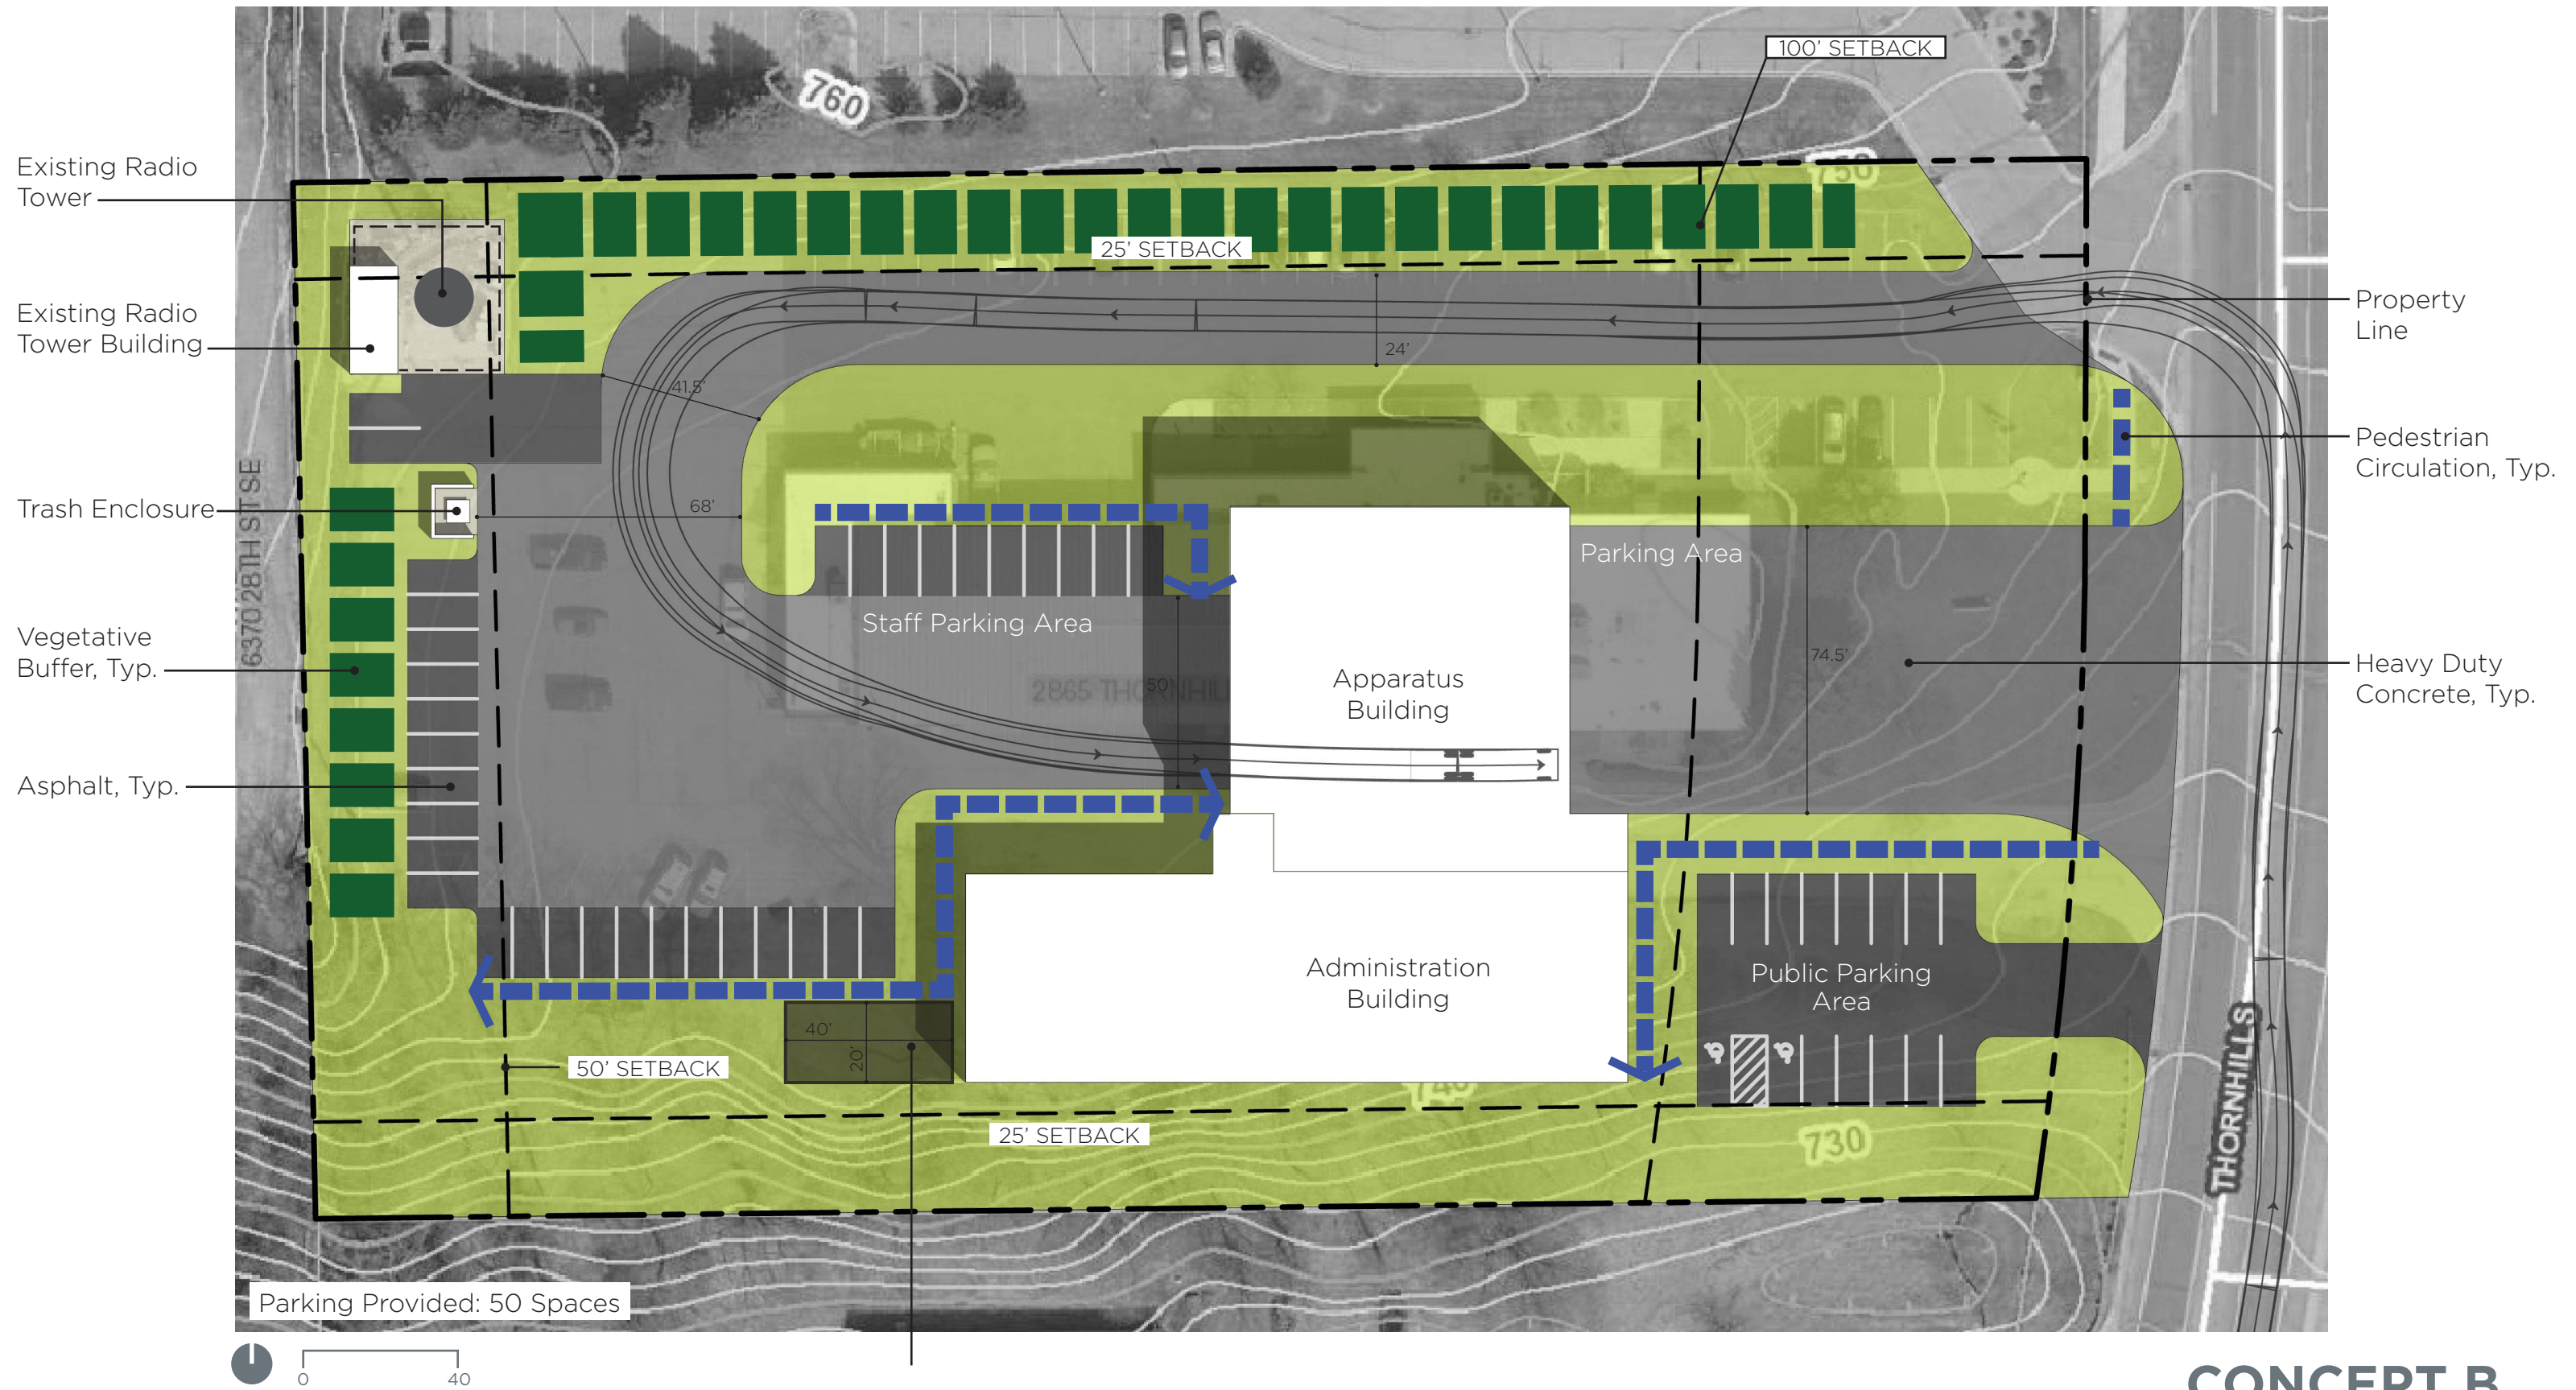 760
100' SETBACK
Existing Radio
Tower
750
25' SETBACK
Existing Radio
Tower Building
Property
Line
24'
41.5'
Pedestrian
Circulation, Typ.
Trash Enclosure
68'
6370 28TH ST SE
Parking Area
Staff Parking Area
Vegetative
Buffer, Typ.
74.5'
Heavy Duty
Concrete, Typ.
50'
Apparatus
Building
Asphalt, Typ.
Administration
Building
Public Parking
Area
40'
20'
50' SETBACK
THORNHILLS
740
25' SETBACK
730
Parking Provided: 50 Spaces
0 40
CONCEPT B